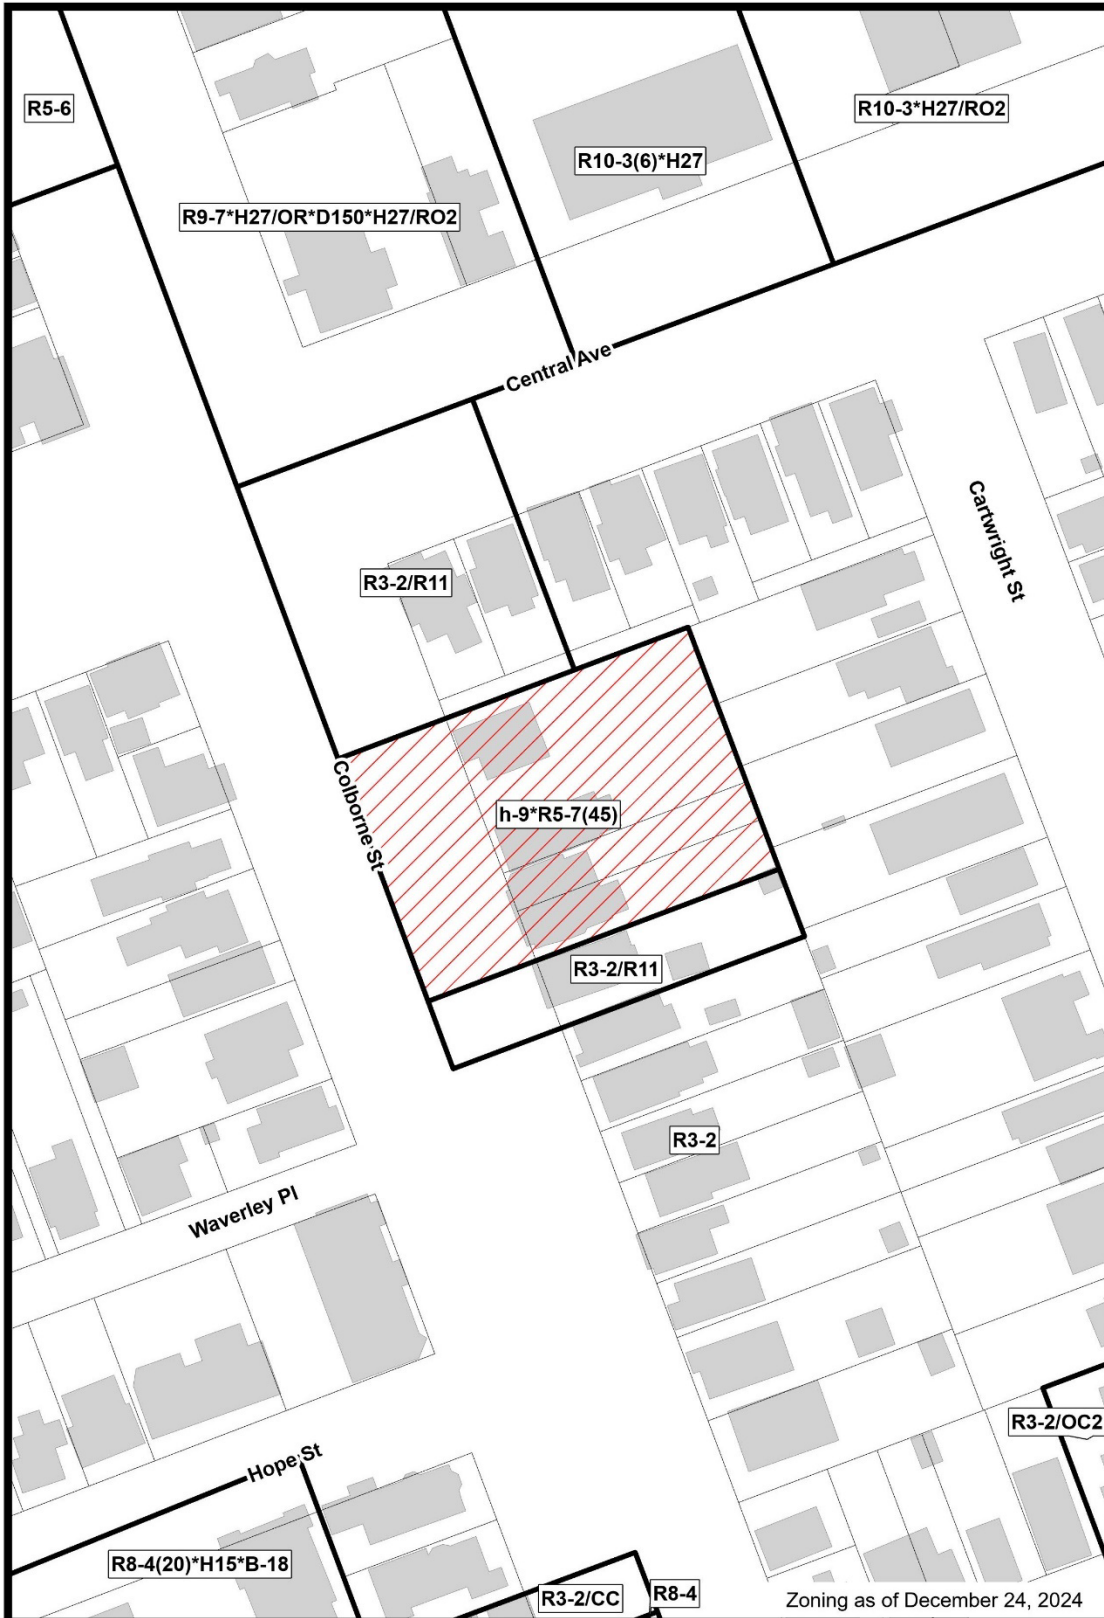 R5-6
R10-3*H27/RO2
R10-3(6)*H27
R9-7*H27/OR*D150*H27/RO2
Central Ave
Cartwright St
R3-2/R11
Colborne St
h-9*R5-7(45)
R3-2/R11
R3-2
Waverley Pl
R3-2/OC2
Hope St
R8-4(20)*H15*B-18
R3-2/CC
R8-4
Zoning as of December 24, 2024